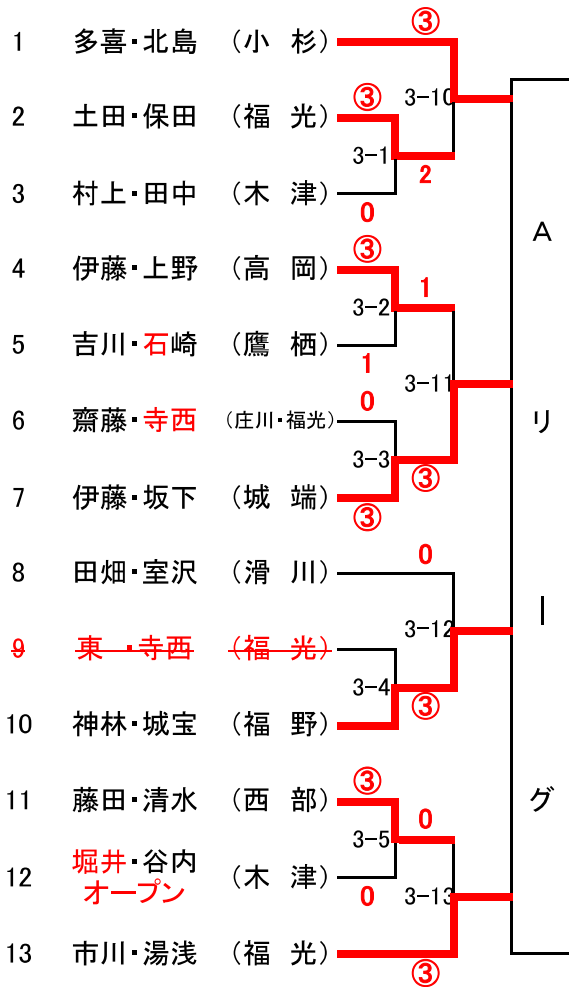 ③
1 多喜・北島 (小 杉)
③ 3-10
2 土田・保田 (福 光)
3-1 2
3 村上・田中 (木 津)
0
③
4 伊藤・上野 (高 岡)
1
3-2
5 吉川・石崎 (鷹 栖)
1
3-11
0
6 齋藤・寺西 (庄川・福光)
3-3
③
7 伊藤・坂下 (城 端)
③
0
8 田畑・室沢 (滑 川)
3-12
9 東 ・寺西 (福 光)
3-4
③
10 神林・城宝 (福 野)
③
11 藤田・清水 (西 部)
0
3-5
堀井・谷内
12 (木 津)
オープン
0 3-13
13 市川・湯浅 (福 光)
③
Aリーグ